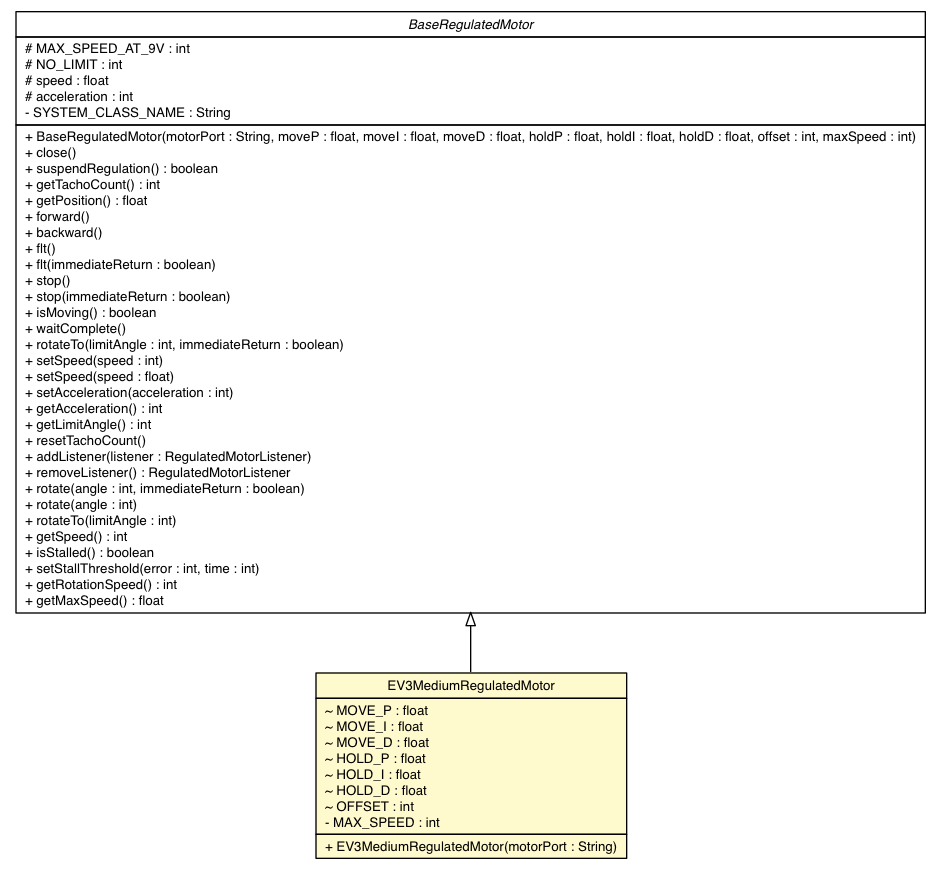 BaseRegulatedMotor
# MAX_SPEED_AT_9V : int
# NO_LIMIT : int
# speed : float
# acceleration : int
- SYSTEM_CLASS_NAME : String
+ BaseRegulatedMotor(motorPort : String, moveP : float, moveI : float, moveD : float, holdP : float, holdI : float, holdD : float, offset : int, maxSpeed : int)
+ close()
+ suspendRegulation() : boolean
+ getTachoCount() : int
+ getPosition() : float
+ forward()
+ backward()
+ flt()
+ flt(immediateReturn : boolean)
+ stop()
+ stop(immediateReturn : boolean)
+ isMoving() : boolean
+ waitComplete()
+ rotateTo(limitAngle : int, immediateReturn : boolean)
+ setSpeed(speed : int)
+ setSpeed(speed : float)
+ setAcceleration(acceleration : int)
+ getAcceleration() : int
+ getLimitAngle() : int
+ resetTachoCount()
+ addListener(listener : RegulatedMotorListener)
+ removeListener() : RegulatedMotorListener
+ rotate(angle : int, immediateReturn : boolean)
+ rotate(angle : int)
+ rotateTo(limitAngle : int)
+ getSpeed() : int
+ isStalled() : boolean
+ setStallThreshold(error : int, time : int)
+ getRotationSpeed() : int
+ getMaxSpeed() : float
EV3MediumRegulatedMotor
~ MOVE_P : float
~ MOVE_I : float
~ MOVE_D : float
~ HOLD_P : float
~ HOLD_I : float
~ HOLD_D : float
~ OFFSET : int
- MAX_SPEED : int
+ EV3MediumRegulatedMotor(motorPort : String)